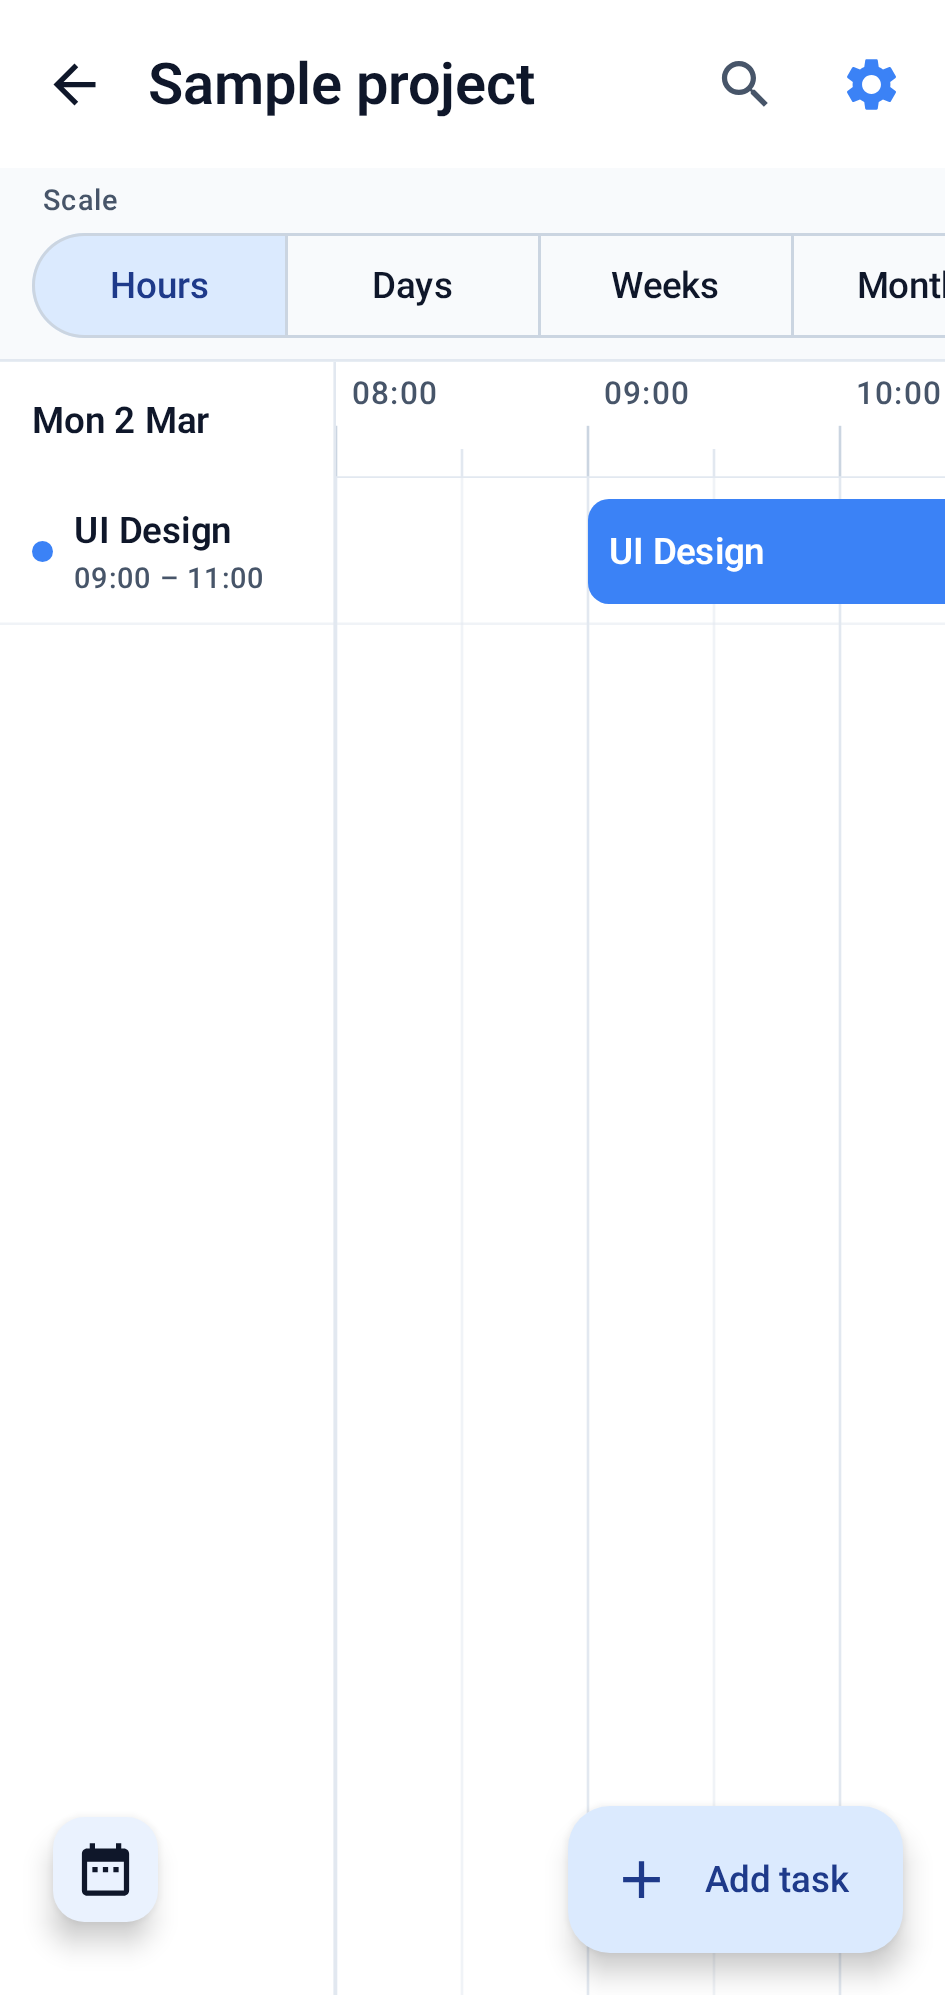 Sample project
Scale
Hours
Days
Weeks
Mon 2 Mar
08:00
09:00
10:00
UI Design
09:00 – 11:00
UI Design
Add task